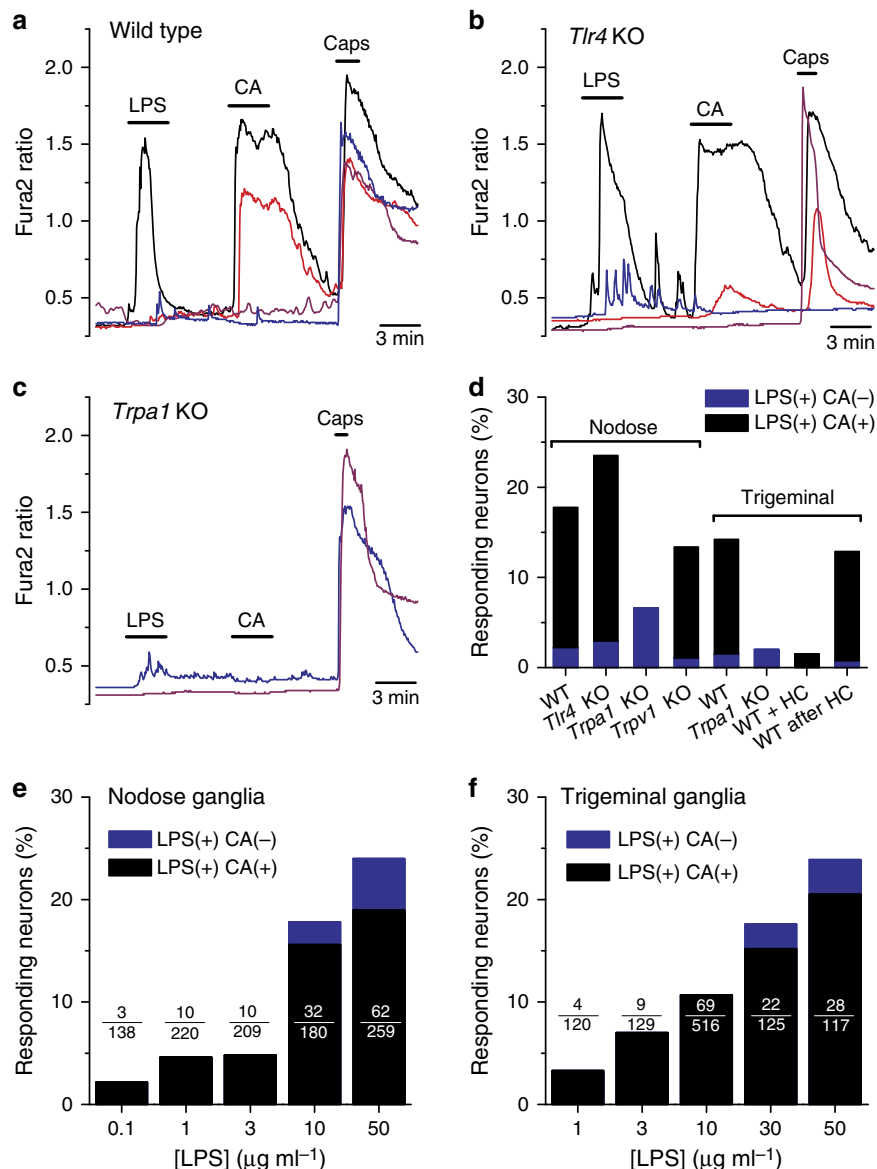 a
Wild type
Fura2 ratio
2.0
1.5
1.0
0.5
LPS
CA
Caps
3 min
b
Tlr4 KO
Fura2 ratio
2.0
1.5
1.0
0.5
LPS
CA
Caps
3 min
c
Trpa1 KO
Fura2 ratio
2.0
1.5
1.0
0.5
LPS
CA
Caps
3 min
d
Responding neurons (%)
30
20
10
0
LPS(+) CA(–)
LPS(+) CA(+)
Nodose
Trigeminal
WT
Tlr4 KO
Trpa1 KO
Trpv1 KO
WT
Trpa1 KO
WT + HC
WT after HC
e
Nodose ganglia
LPS(+) CA(–)
LPS(+) CA(+)
Responding neurons (%)
30
20
10
0
3
138
10
220
10
209
32
180
62
259
0.1
1
3
10
50
[LPS] (µg ml–1)
f
Trigeminal ganglia
LPS(+) CA(–)
LPS(+) CA(+)
Responding neurons (%)
30
20
10
0
4
120
9
129
69
516
22
125
28
117
1
3
10
30
50
[LPS] (µg ml–1)